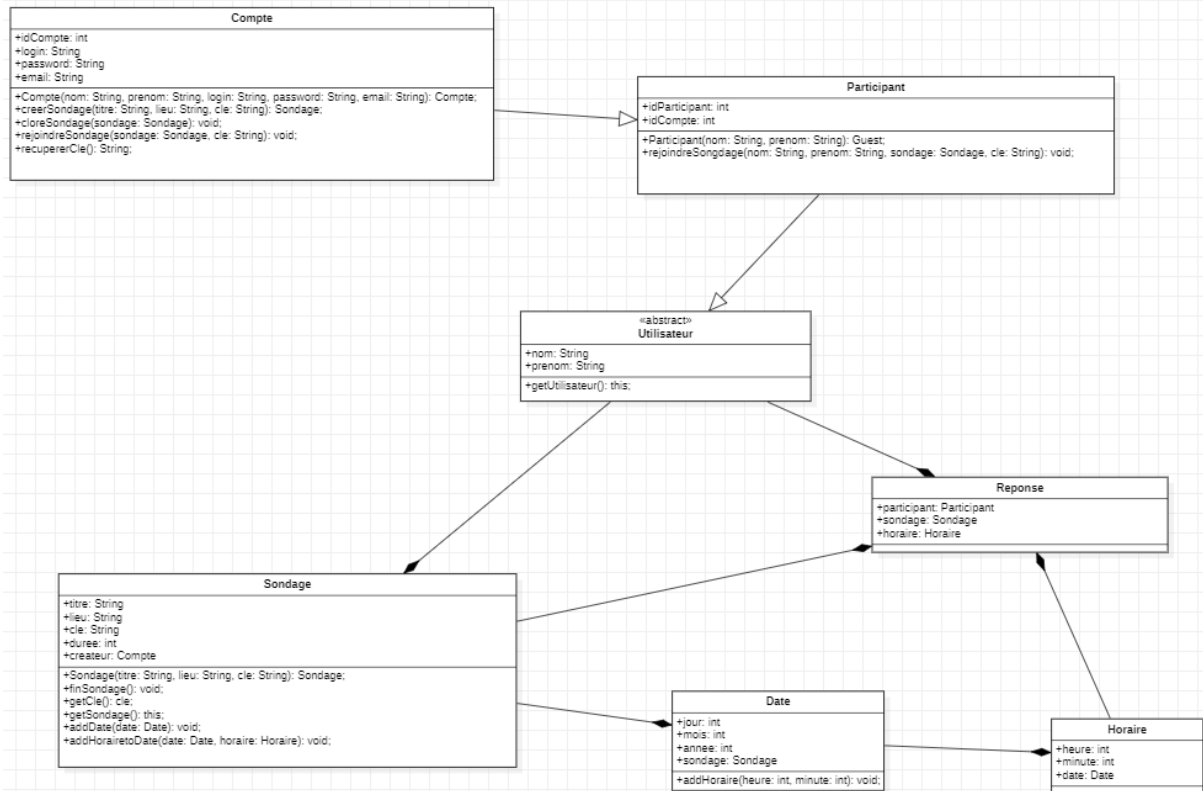 Compte
+idCompte: int
+login: String
+password: String
+email: String
+Compte(nom: String, prenom: String, login: String, password: String, email: String): Compte;
+creerSondage(titre: String, lieu: String, cle: String): Sondage;
+cloreSondage(sondage: Sondage): void;
+rejoindreSondage(sondage: Sondage, cle: String): void;
+recupererCle(): String;
Participant
+idParticipant: int
+idCompte: int
+Participant(nom: String, prenom: String): Guest;
+rejoindreSongdage(nom: String, prenom: String, sondage: Sondage, cle: String): void;
«abstract»
Utilisateur
+nom: String
+prenom: String
+getUtilisateur(): this;
Reponse
+participant: Participant
+sondage: Sondage
+horaire: Horaire
Sondage
+titre: String
+lieu: String
+cle: String
+duree: int
+createur: Compte
+Sondage(titre: String, lieu: String, cle: String): Sondage;
+finSondage(): void;
+getCle(): cle;
+getSondage(): this;
+addDate(date: Date): void;
+addHorairetoDate(date: Date, horaire: Horaire): void;
Date
+jour: int
+mois: int
+annee: int
+sondage: Sondage
+addHoraire(heure: int, minute: int): void;
Horaire
+heure: int
+minute: int
+date: Date